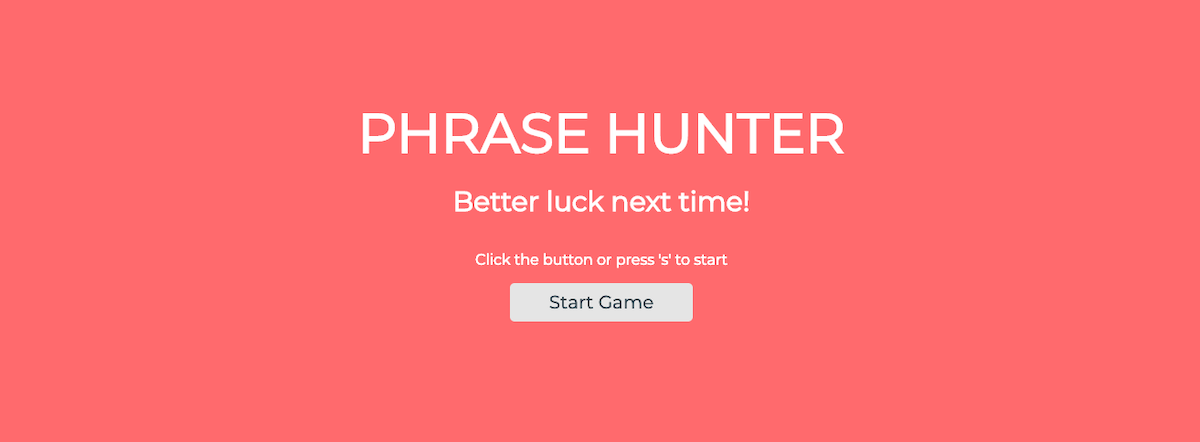 PHRASE HUNTER
Better luck next time!
Click the button or press 's' to start
Start Game